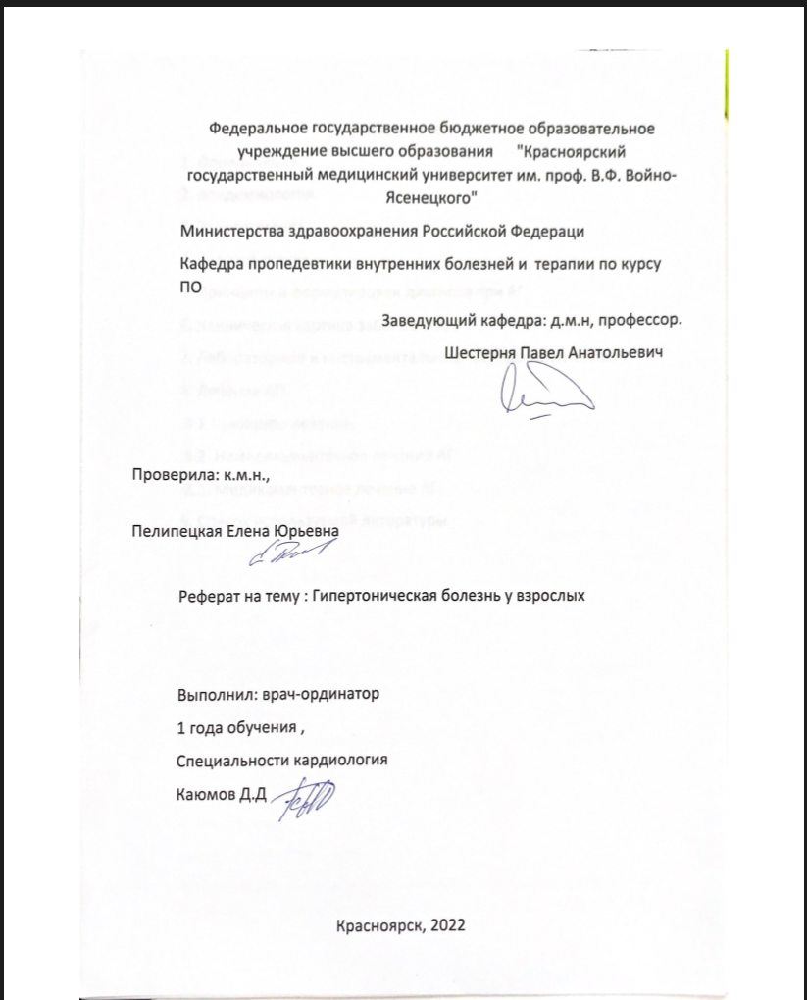 Федеральное государственное бюджетное образовательное
учреждение высшего образования "Красноярский
государственный медицинский университет им. проф. В.Ф. Войно-
Ясенецкого"
Министерства здравоохранения Российской Федераци
Кафедра пропедевтики внутренних болезней и терапии по курсу
ПО
Заведующий кафедра: д.м.н, профессор.
Шестерня Павел Анатольевич
Проверила: к.м.н.,
Пелипецкая Елена Юрьевна
Реферат на тему : Гипертоническая болезнь у взрослых
Выполнил: врач-ординатор
1 года обучения ,
Специальности кардиология
Каюмов Д.Д
Красноярск, 2022